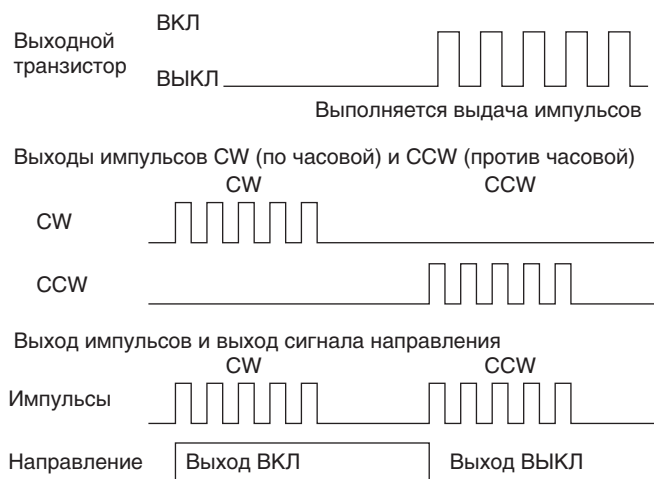 ВКЛ
Выходной
транзистор
ВЫКЛ
Выполняется выдача импульсов
Выходы импульсов CW (по часовой) и CCW (против часовой)
CW CCW
CW
CCW
Выход импульсов и выход сигнала направления
CW CCW
Импульсы
Направление Выход ВКЛ Выход ВЫКЛ